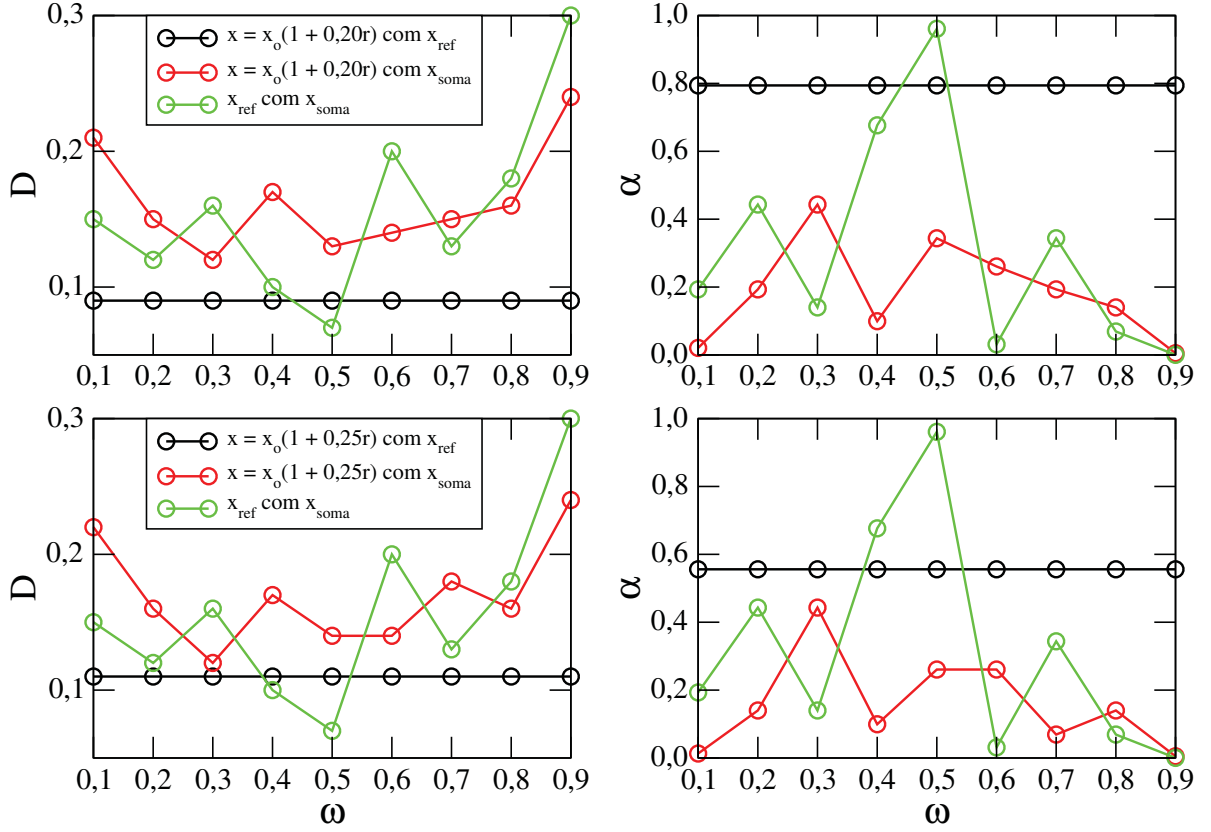 0,3
0,2
0,1
D
x = x_o(1 + 0,20r) com x_ref
x = x_o(1 + 0,20r) com x_soma
x_ref com x_soma
0,1 0,2 0,3 0,4 0,5 0,6 0,7 0,8 0,9
1,0
0,8
0,6
0,4
0,2
0,0
α
0,1 0,2 0,3 0,4 0,5 0,6 0,7 0,8 0,9
0,3
0,2
0,1
D
x = x_o(1 + 0,25r) com x_ref
x = x_o(1 + 0,25r) com x_soma
x_ref com x_soma
0,1 0,2 0,3 0,4 0,5 0,6 0,7 0,8 0,9
ω
1,0
0,8
0,6
0,4
0,2
0,0
α
0,1 0,2 0,3 0,4 0,5 0,6 0,7 0,8 0,9
ω